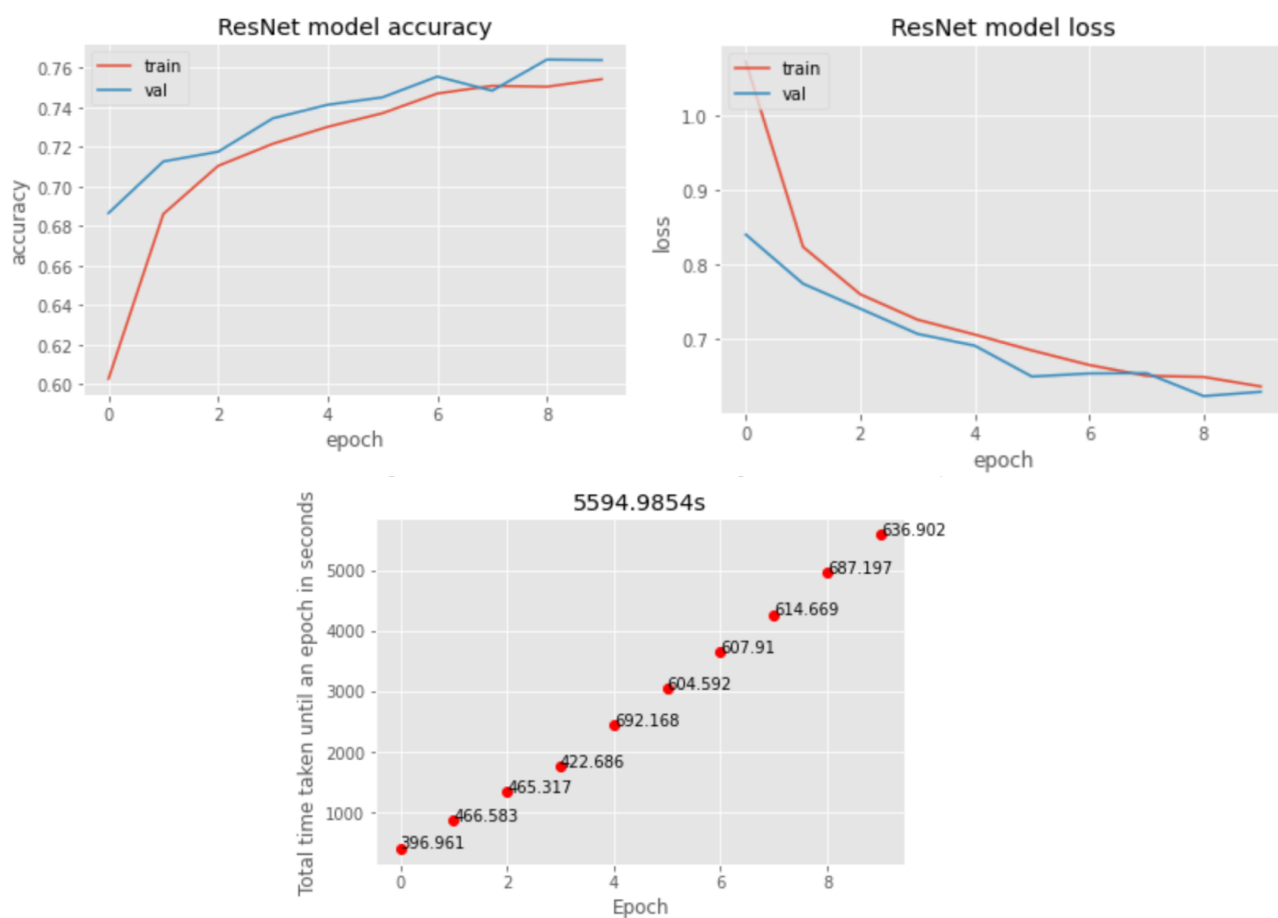 ResNet model accuracy
train
val
0.76
0.74
0.72
0.70
0.68
0.66
0.64
0.62
0.60
accuracy
0 2 4 6 8
epoch
ResNet model loss
train
val
1.0
0.9
0.8
0.7
loss
0 2 4 6 8
epoch
5594.9854s
Total time taken until an epoch in seconds
5000
4000
3000
2000
1000
636.902
687.197
614.669
607.91
604.592
692.168
422.686
465.317
466.583
396.961
0 2 4 6 8
Epoch